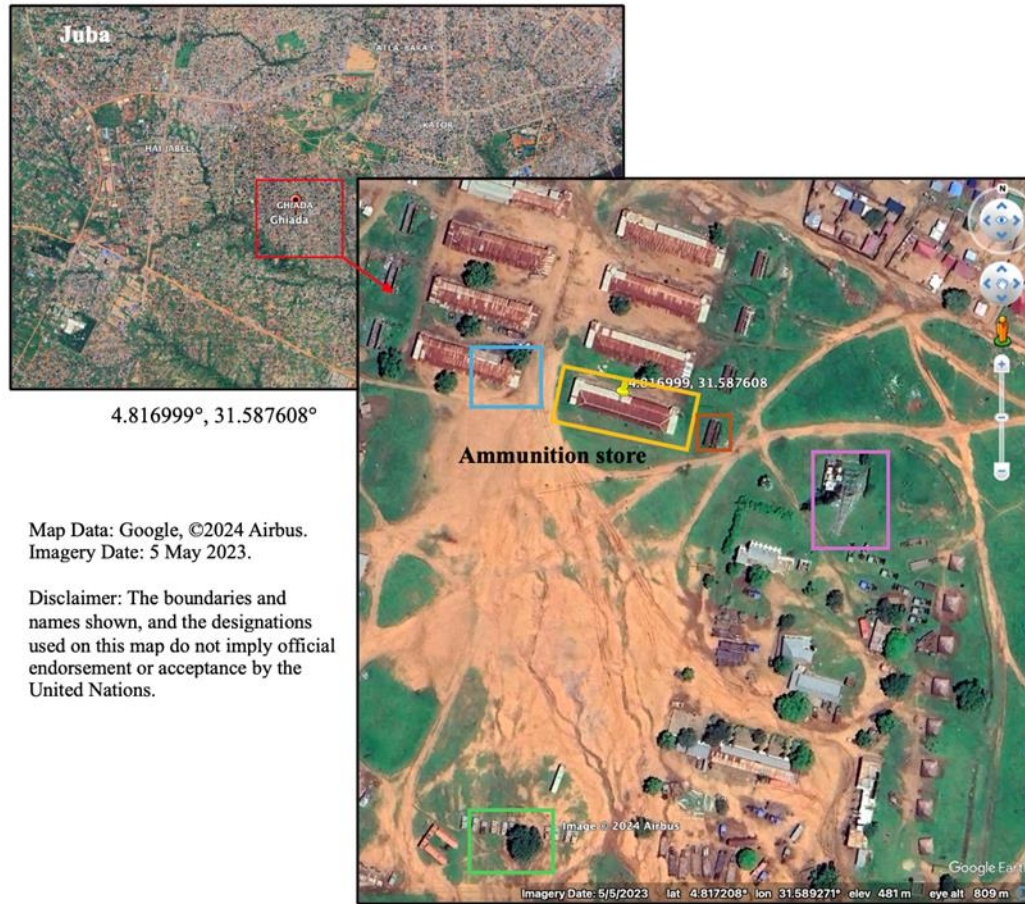 Juba
ATLA BARA C
KATOR
HAI JABEL
GHIADA
Ghiada
N
4.816999, 31.587608
4.816999°, 31.587608°
Ammunition store
Map Data: Google, ©2024 Airbus.
Imagery Date: 5 May 2023.
Disclaimer: The boundaries and
names shown, and the designations
used on this map do not imply official
endorsement or acceptance by the
United Nations.
Image © 2024 Airbus
Google Earth
Imagery Date: 5/5/2023 lat 4.817208° lon 31.589271° elev 481 m eye alt 809 m